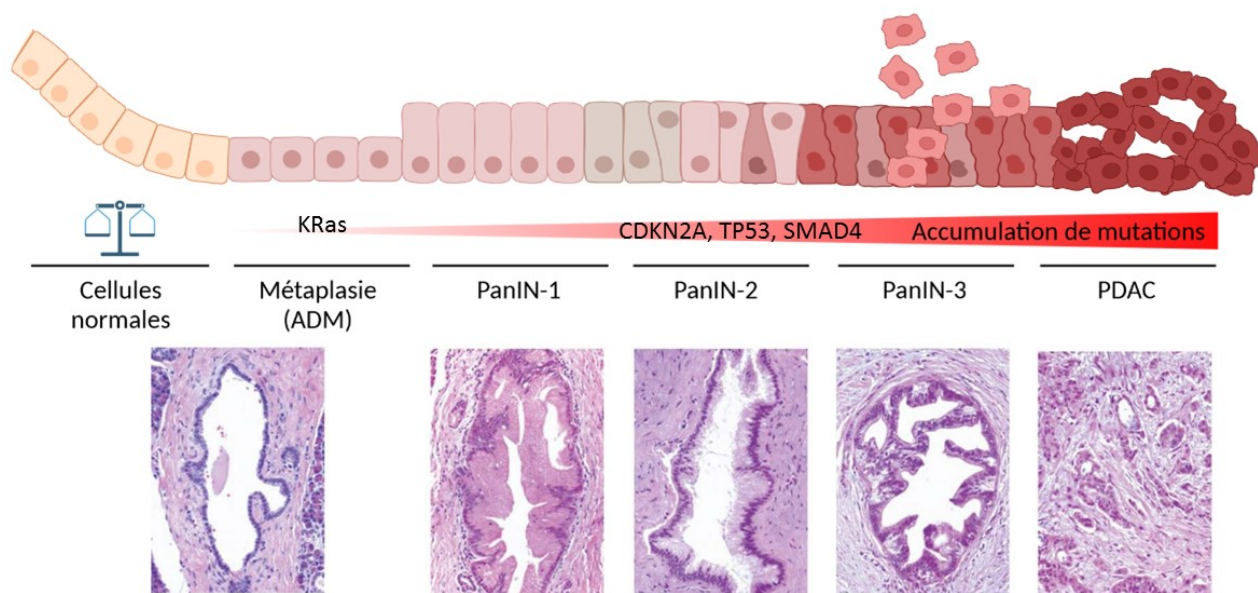 KRas
CDKN2A, TP53, SMAD4
Accumulation de mutations
Cellules
normales
Métaplasie
(ADM)
PanIN-1
PanIN-2
PanIN-3
PDAC